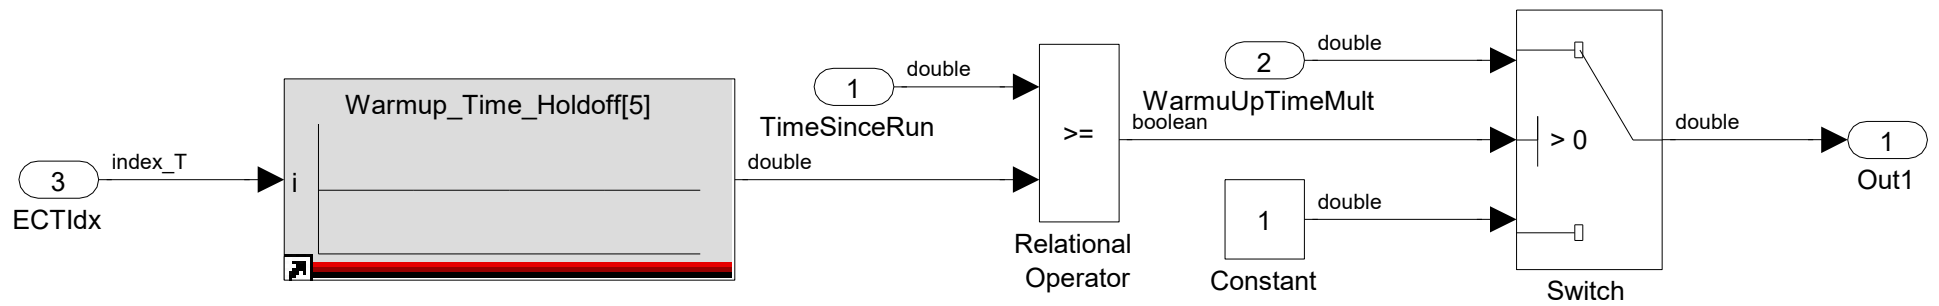 3
ECTIdx
index_T
Warmup_Time_Holdoff[5]
i
double
1
TimeSinceRun
double
>=
Relational
Operator
boolean
2
WarmuUpTimeMult
double
1
Constant
double
> 0
Switch
double
1
Out1